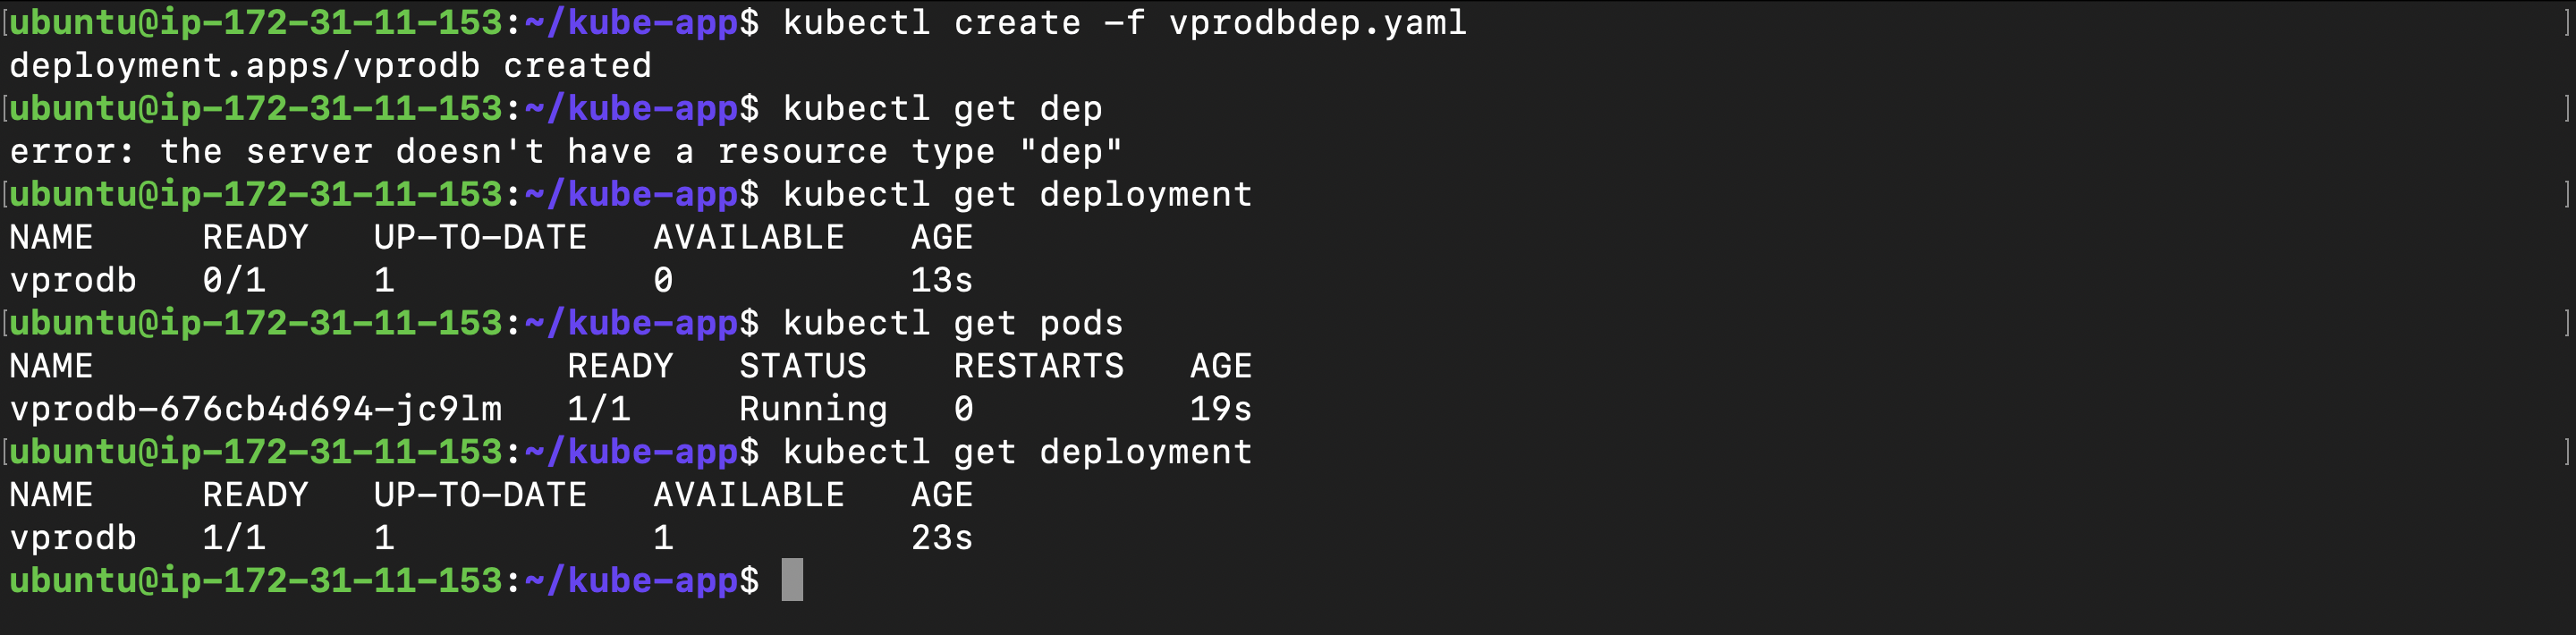 [ubuntu@ip-172-31-11-153:~/kube-app$ kubectl create -f vprodbdep.yaml ]
deployment.apps/vprodb created
[ubuntu@ip-172-31-11-153:~/kube-app$ kubectl get dep ]
error: the server doesn't have a resource type "dep"
[ubuntu@ip-172-31-11-153:~/kube-app$ kubectl get deployment ]
NAME     READY   UP-TO-DATE   AVAILABLE   AGE
vprodb   0/1     1            0           13s
[ubuntu@ip-172-31-11-153:~/kube-app$ kubectl get pods ]
NAME                      READY   STATUS    RESTARTS   AGE
vprodb-676cb4d694-jc9lm   1/1     Running   0          19s
[ubuntu@ip-172-31-11-153:~/kube-app$ kubectl get deployment ]
NAME     READY   UP-TO-DATE   AVAILABLE   AGE
vprodb   1/1     1            1           23s
ubuntu@ip-172-31-11-153:~/kube-app$